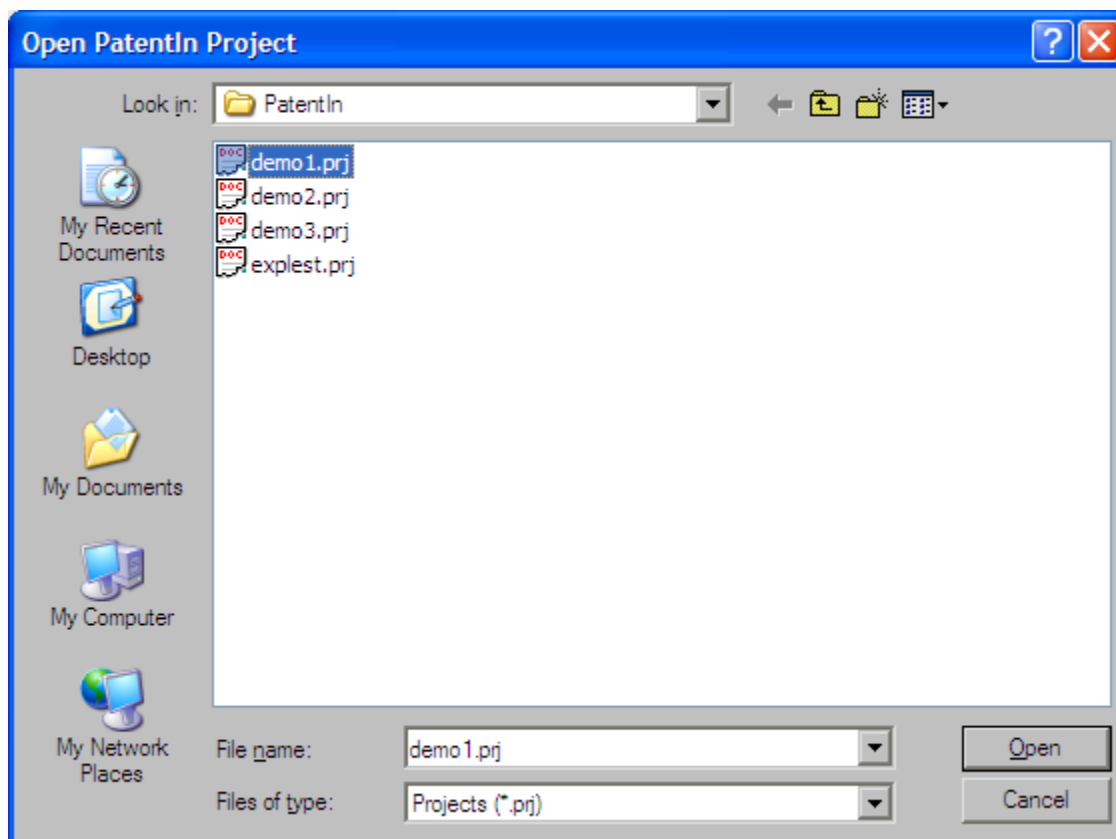 Open PatentIn Project
Look in:
PatentIn
demo1.prj
demo2.prj
demo3.prj
explest.prj
My Recent
Documents
Desktop
My Documents
My Computer
My Network
Places
File name:
demo1.prj
Open
Files of type:
Projects (*.prj)
Cancel